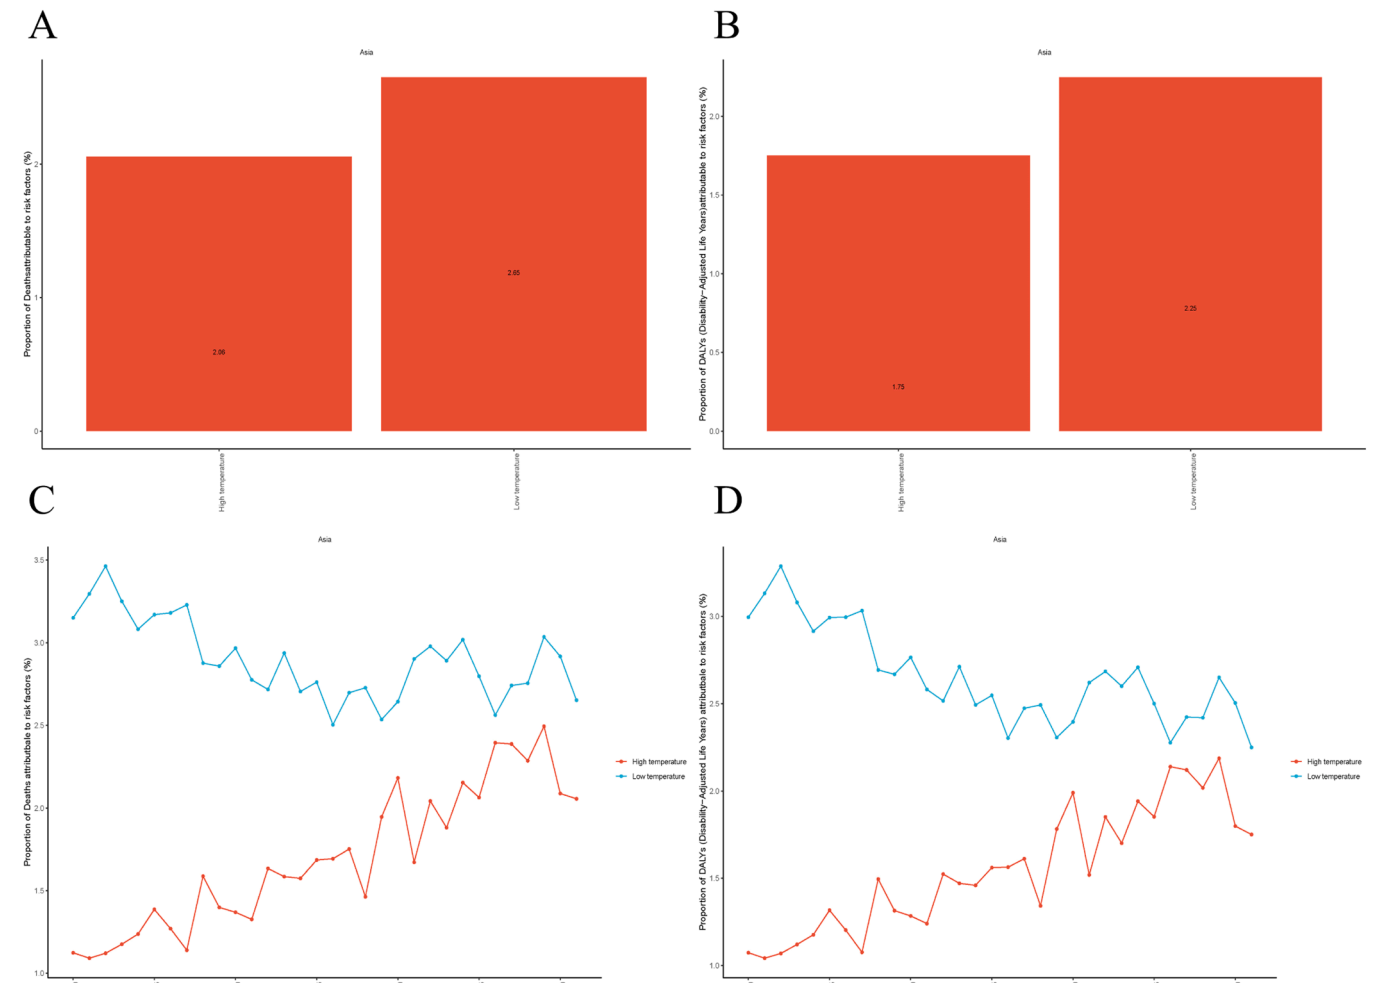 A
Asia
Proportion of Deathsattributable to risk factors (%)
2
1
0
2.06
2.65
High temperature
Low temperature
B
Asia
Proportion of DALYs (Disability-Adjusted Life Years)attributable to risk factors (%)
2.0
1.5
1.0
0.5
0.0
1.75
2.25
High temperature
Low temperature
C
Asia
Proportion of Deaths attributbale to risk factors (%)
3.5
3.0
2.5
2.0
1.5
1.0
High temperature
Low temperature
D
Asia
Proportion of DALYs (Disability-Adjusted Life Years) attributbale to risk factors (%)
3.0
2.5
2.0
1.5
1.0
High temperature
Low temperature